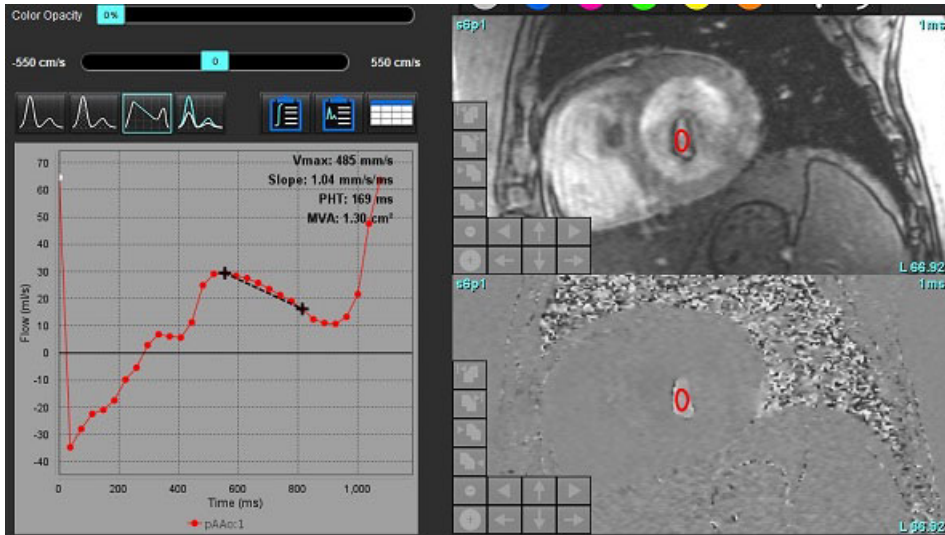 Color Opacity 0%
-550 cm/s 0 550 cm/s
Vmax: 485 mm/s
Slope: 1.04 mm/s/ms
PHT: 169 ms
MVA: 1.30 cm²
Flow (ml/s)
70
60
50
40
30
20
10
0
-10
-20
-30
-40
0 200 400 600 800 1,000
Time (ms)
pAAo:1
s6p1 1ms
L 66.92
s6p1 1ms
L 66.92